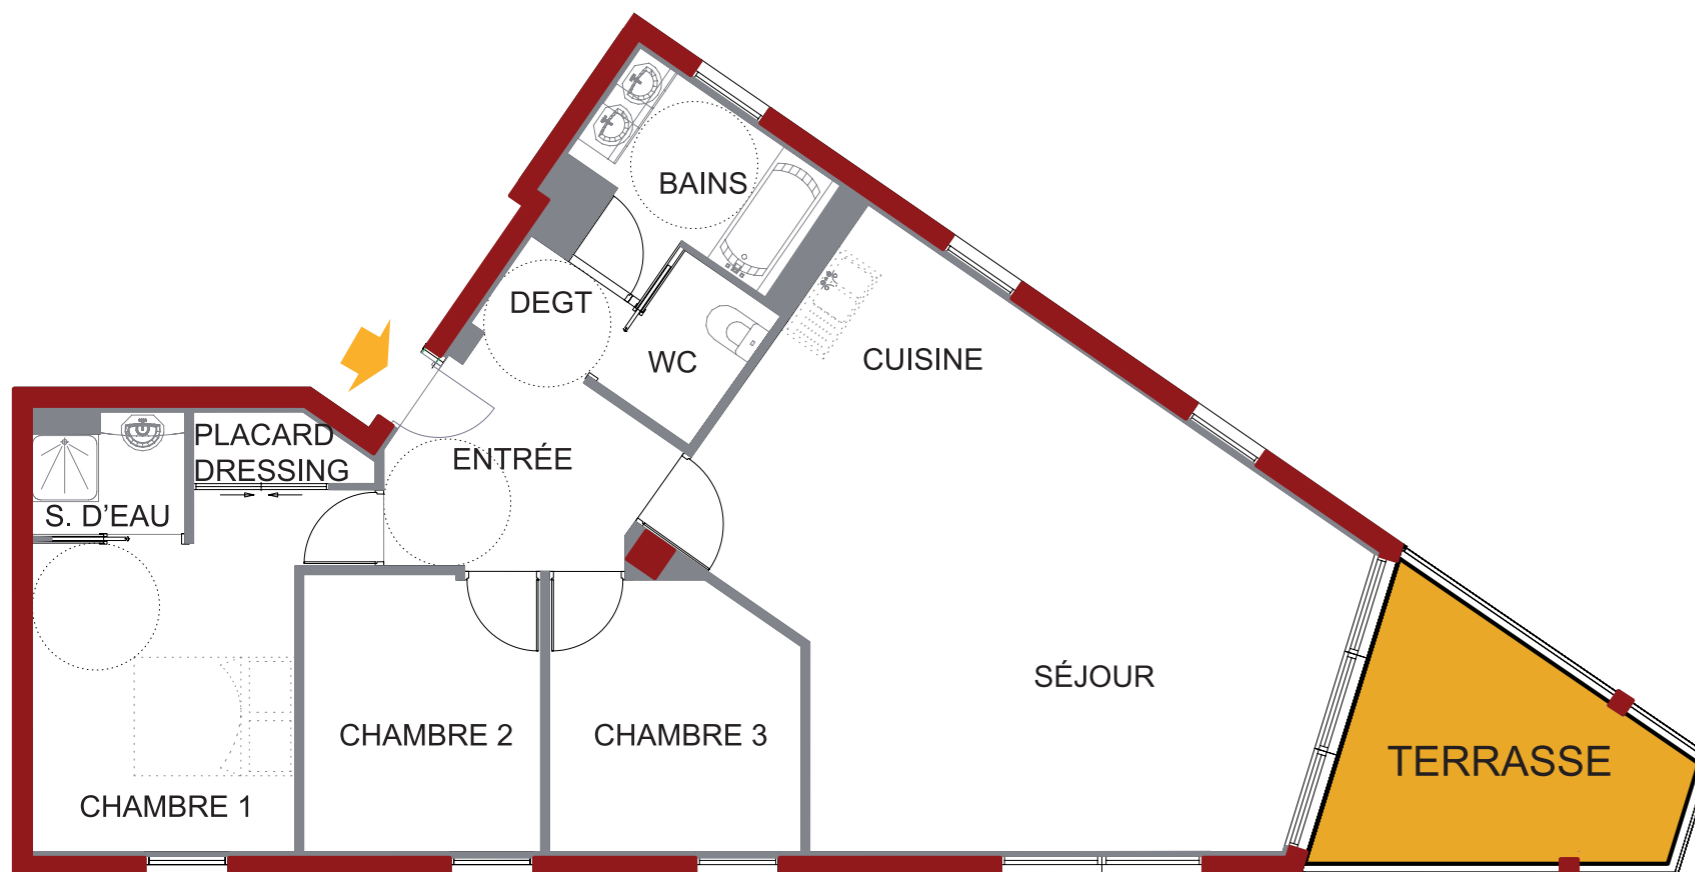 BAINS
DEGT
WC
CUISINE
PLACARD
DRESSING
ENTRÉE
S. D'EAU
SÉJOUR
CHAMBRE 2
CHAMBRE 3
TERRASSE
CHAMBRE 1